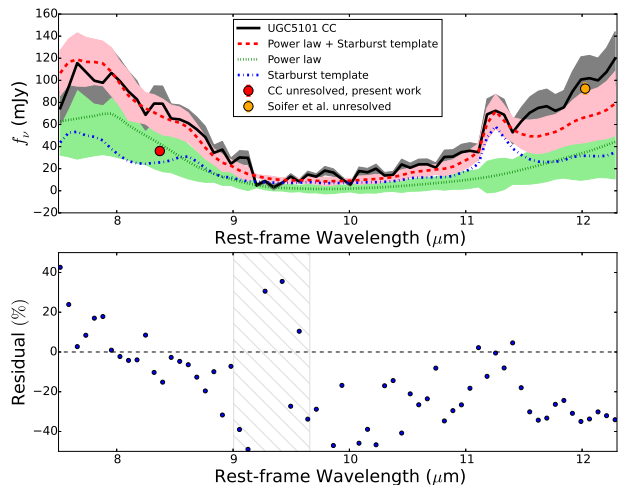 160
140
120
100
80
60
40
20
0
−20
fν (mJy)
UGC5101 CC
Power law + Starburst template
Power law
Starburst template
CC unresolved, present work
Soifer et al. unresolved
8 9 10 11 12
Rest-frame Wavelength (μm)
40
20
0
−20
−40
Residual (%)
8 9 10 11 12
Rest-frame Wavelength (μm)